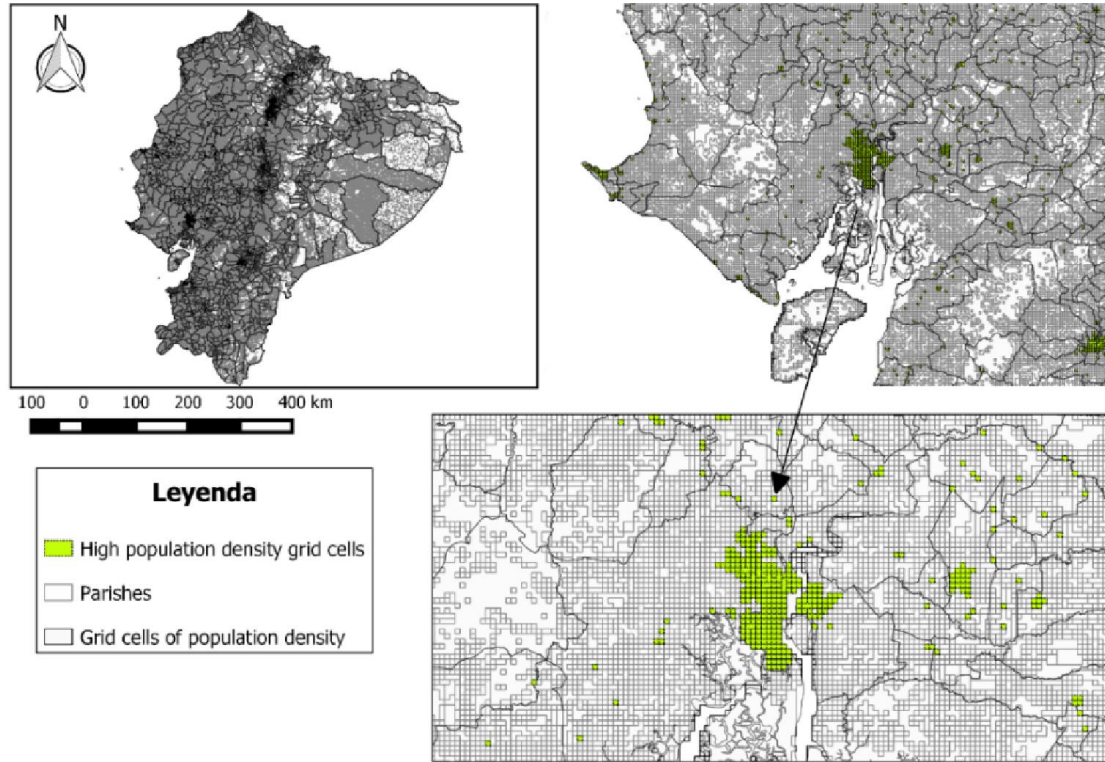 N
100 0 100 200 300 400 km
Leyenda
High population density grid cells
Parishes
Grid cells of population density